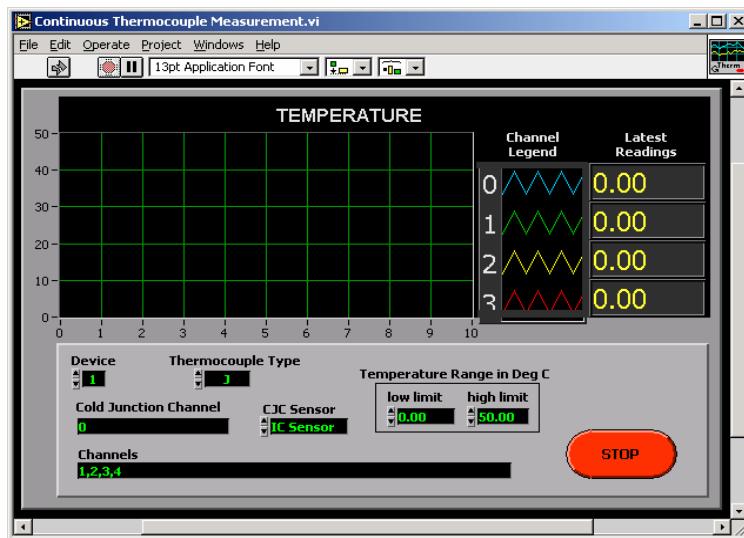 Continuous Thermocouple Measurement.vi
File Edit Operate Project Windows Help
13pt Application Font
Therm
TEMPERATURE
Channel
Legend
Latest
Readings
50
40
30
20
10
0
0 1 2 3 4 5 6 7 8 9 10
0 0.00
1 0.00
2 0.00
3 0.00
Device
1
Thermocouple Type
J
Temperature Range in Deg C
low limit
0.00
high limit
50.00
Cold Junction Channel
0
CJC Sensor
IC Sensor
Channels
1,2,3,4
STOP